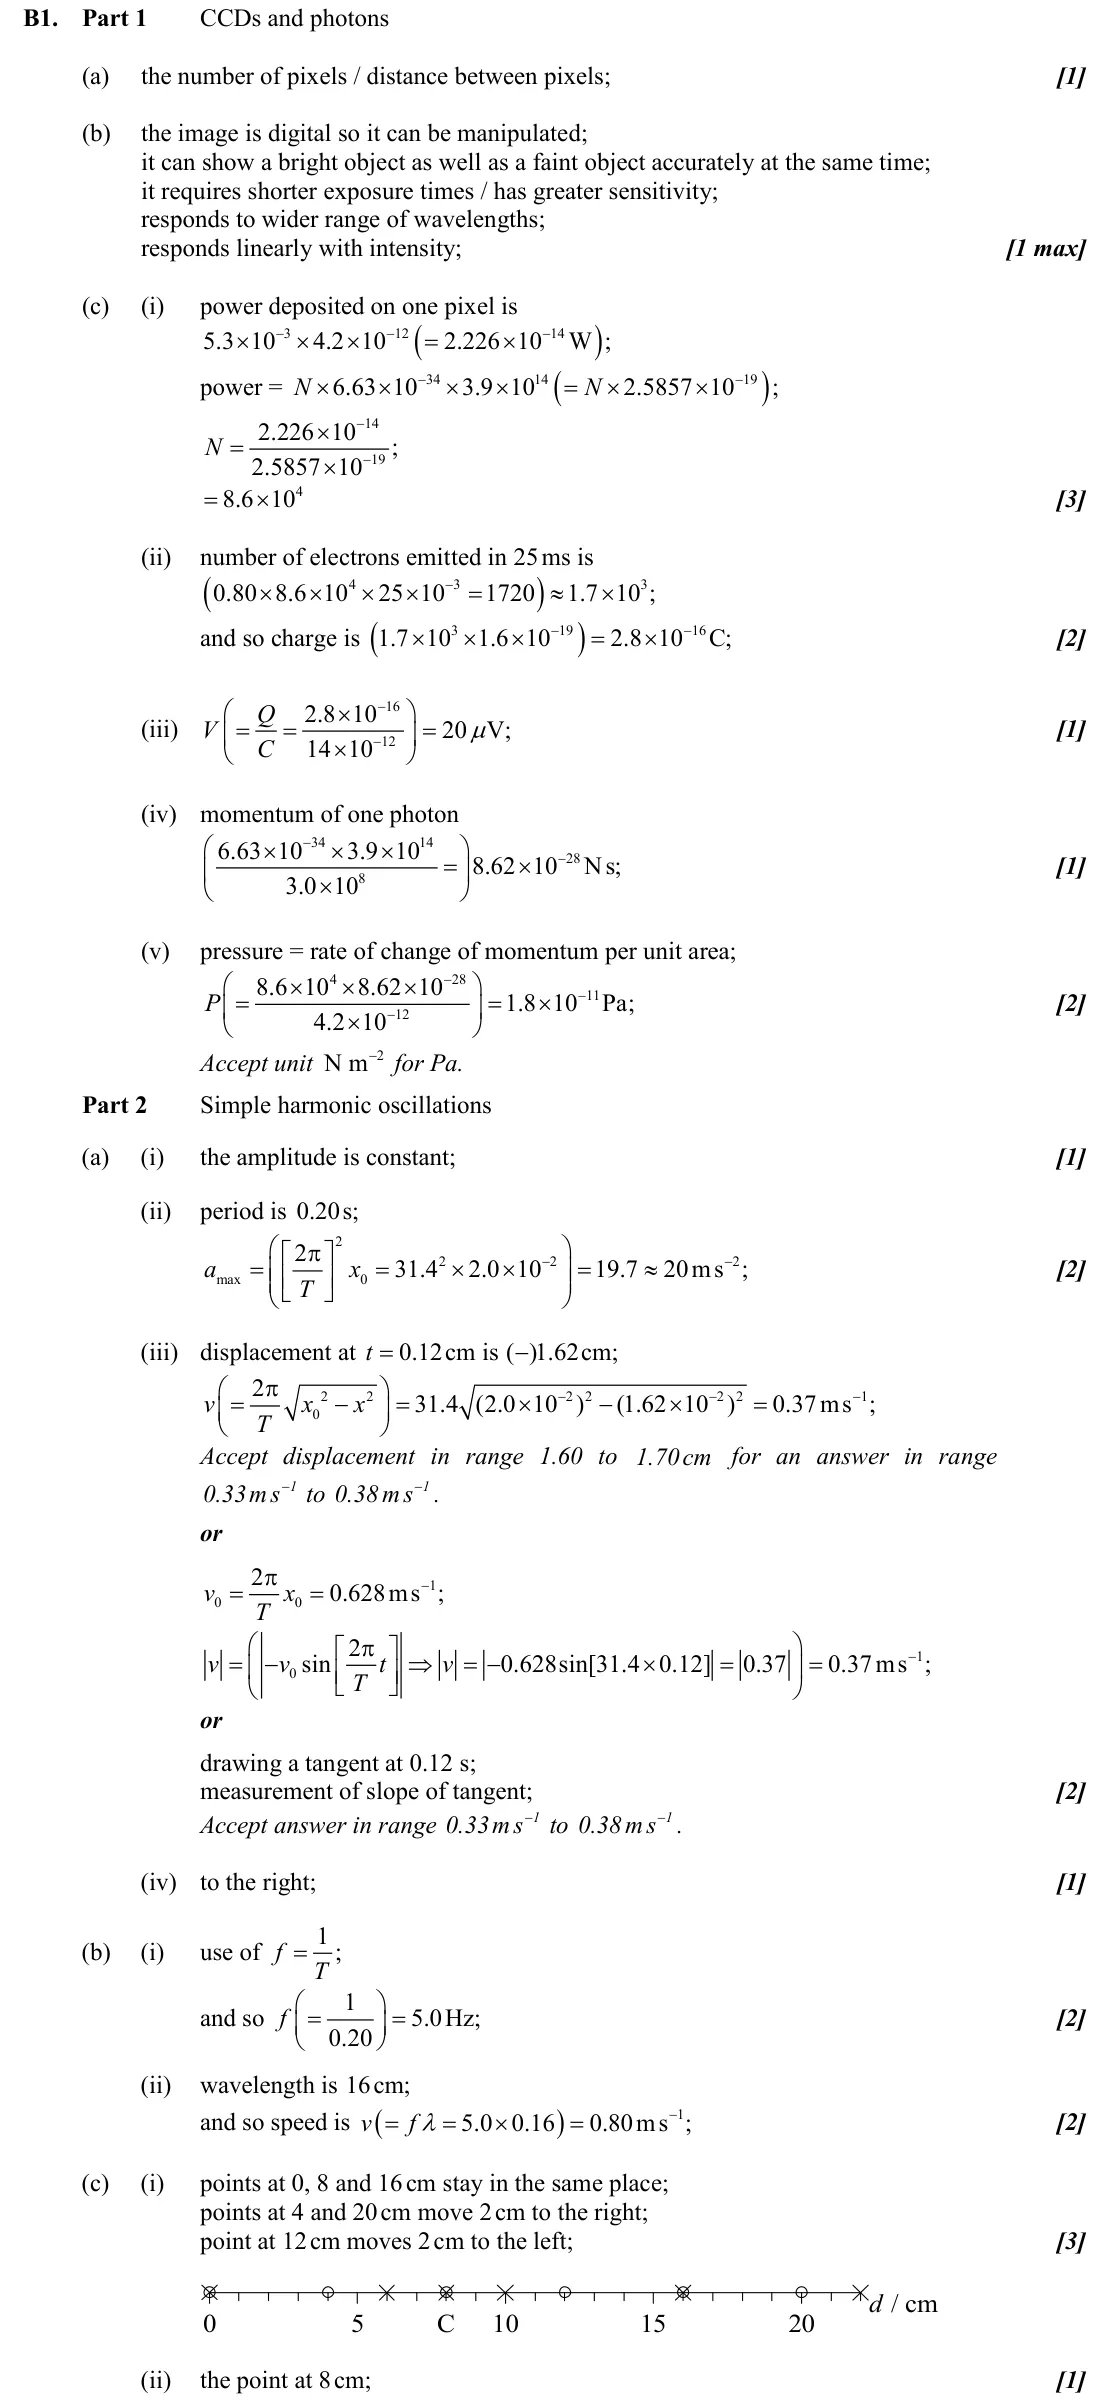 B1. Part 1 CCDs and photons
(a) the number of pixels / distance between pixels; [1]
(b) the image is digital so it can be manipulated;
it can show a bright object as well as a faint object accurately at the same time;
it requires shorter exposure times / has greater sensitivity;
responds to wider range of wavelengths;
responds linearly with intensity; [1 max]
(c) (i) power deposited on one pixel is
5.3×10⁻³ × 4.2×10⁻¹² (= 2.226×10⁻¹⁴ W);
power = N × 6.63×10⁻³⁴ × 3.9×10¹⁴ (= N × 2.5857×10⁻¹⁹);
N = 2.226×10⁻¹⁴ / 2.5857×10⁻¹⁹;
= 8.6×10⁴ [3]
(ii) number of electrons emitted in 25 ms is
(0.80×8.6×10⁴ ×25×10⁻³ = 1720) ≈ 1.7×10³;
and so charge is (1.7×10³ ×1.6×10⁻¹⁹) = 2.8×10⁻¹⁶ C; [2]
(iii) V (= Q/C = 2.8×10⁻¹⁶ / 14×10⁻¹²) = 20 μV; [1]
(iv) momentum of one photon
(6.63×10⁻³⁴ × 3.9×10¹⁴ / 3.0×10⁸ =) 8.62×10⁻²⁸ N s; [1]
(v) pressure = rate of change of momentum per unit area;
P (= 8.6×10⁴ × 8.62×10⁻²⁸ / 4.2×10⁻¹²) = 1.8×10⁻¹¹ Pa; [2]
Accept unit N m⁻² for Pa.
Part 2 Simple harmonic oscillations
(a) (i) the amplitude is constant; [1]
(ii) period is 0.20 s;
a_max = ([2π/T]² x₀ = 31.4² × 2.0×10⁻²) = 19.7 ≈ 20 m s⁻²; [2]
(iii) displacement at t = 0.12 cm is (−)1.62 cm;
v (= 2π/T √(x₀² − x²)) = 31.4√((2.0×10⁻²)² − (1.62×10⁻²)²) = 0.37 m s⁻¹;
Accept displacement in range 1.60 to 1.70 cm for an answer in range
0.33 m s⁻¹ to 0.38 m s⁻¹.
or
v₀ = 2π/T x₀ = 0.628 m s⁻¹;
|v| = (|−v₀ sin[2π/T t]| ⇒ |v| = |−0.628 sin[31.4×0.12]| = |0.37|) = 0.37 m s⁻¹;
or
drawing a tangent at 0.12 s;
measurement of slope of tangent; [2]
Accept answer in range 0.33 m s⁻¹ to 0.38 m s⁻¹.
(iv) to the right; [1]
(b) (i) use of f = 1/T;
and so f (= 1/0.20) = 5.0 Hz; [2]
(ii) wavelength is 16 cm;
and so speed is v (= fλ = 5.0×0.16) = 0.80 m s⁻¹; [2]
(c) (i) points at 0, 8 and 16 cm stay in the same place;
points at 4 and 20 cm move 2 cm to the right;
point at 12 cm moves 2 cm to the left; [3]
d / cm
0 5 C 10 15 20
(ii) the point at 8 cm; [1]